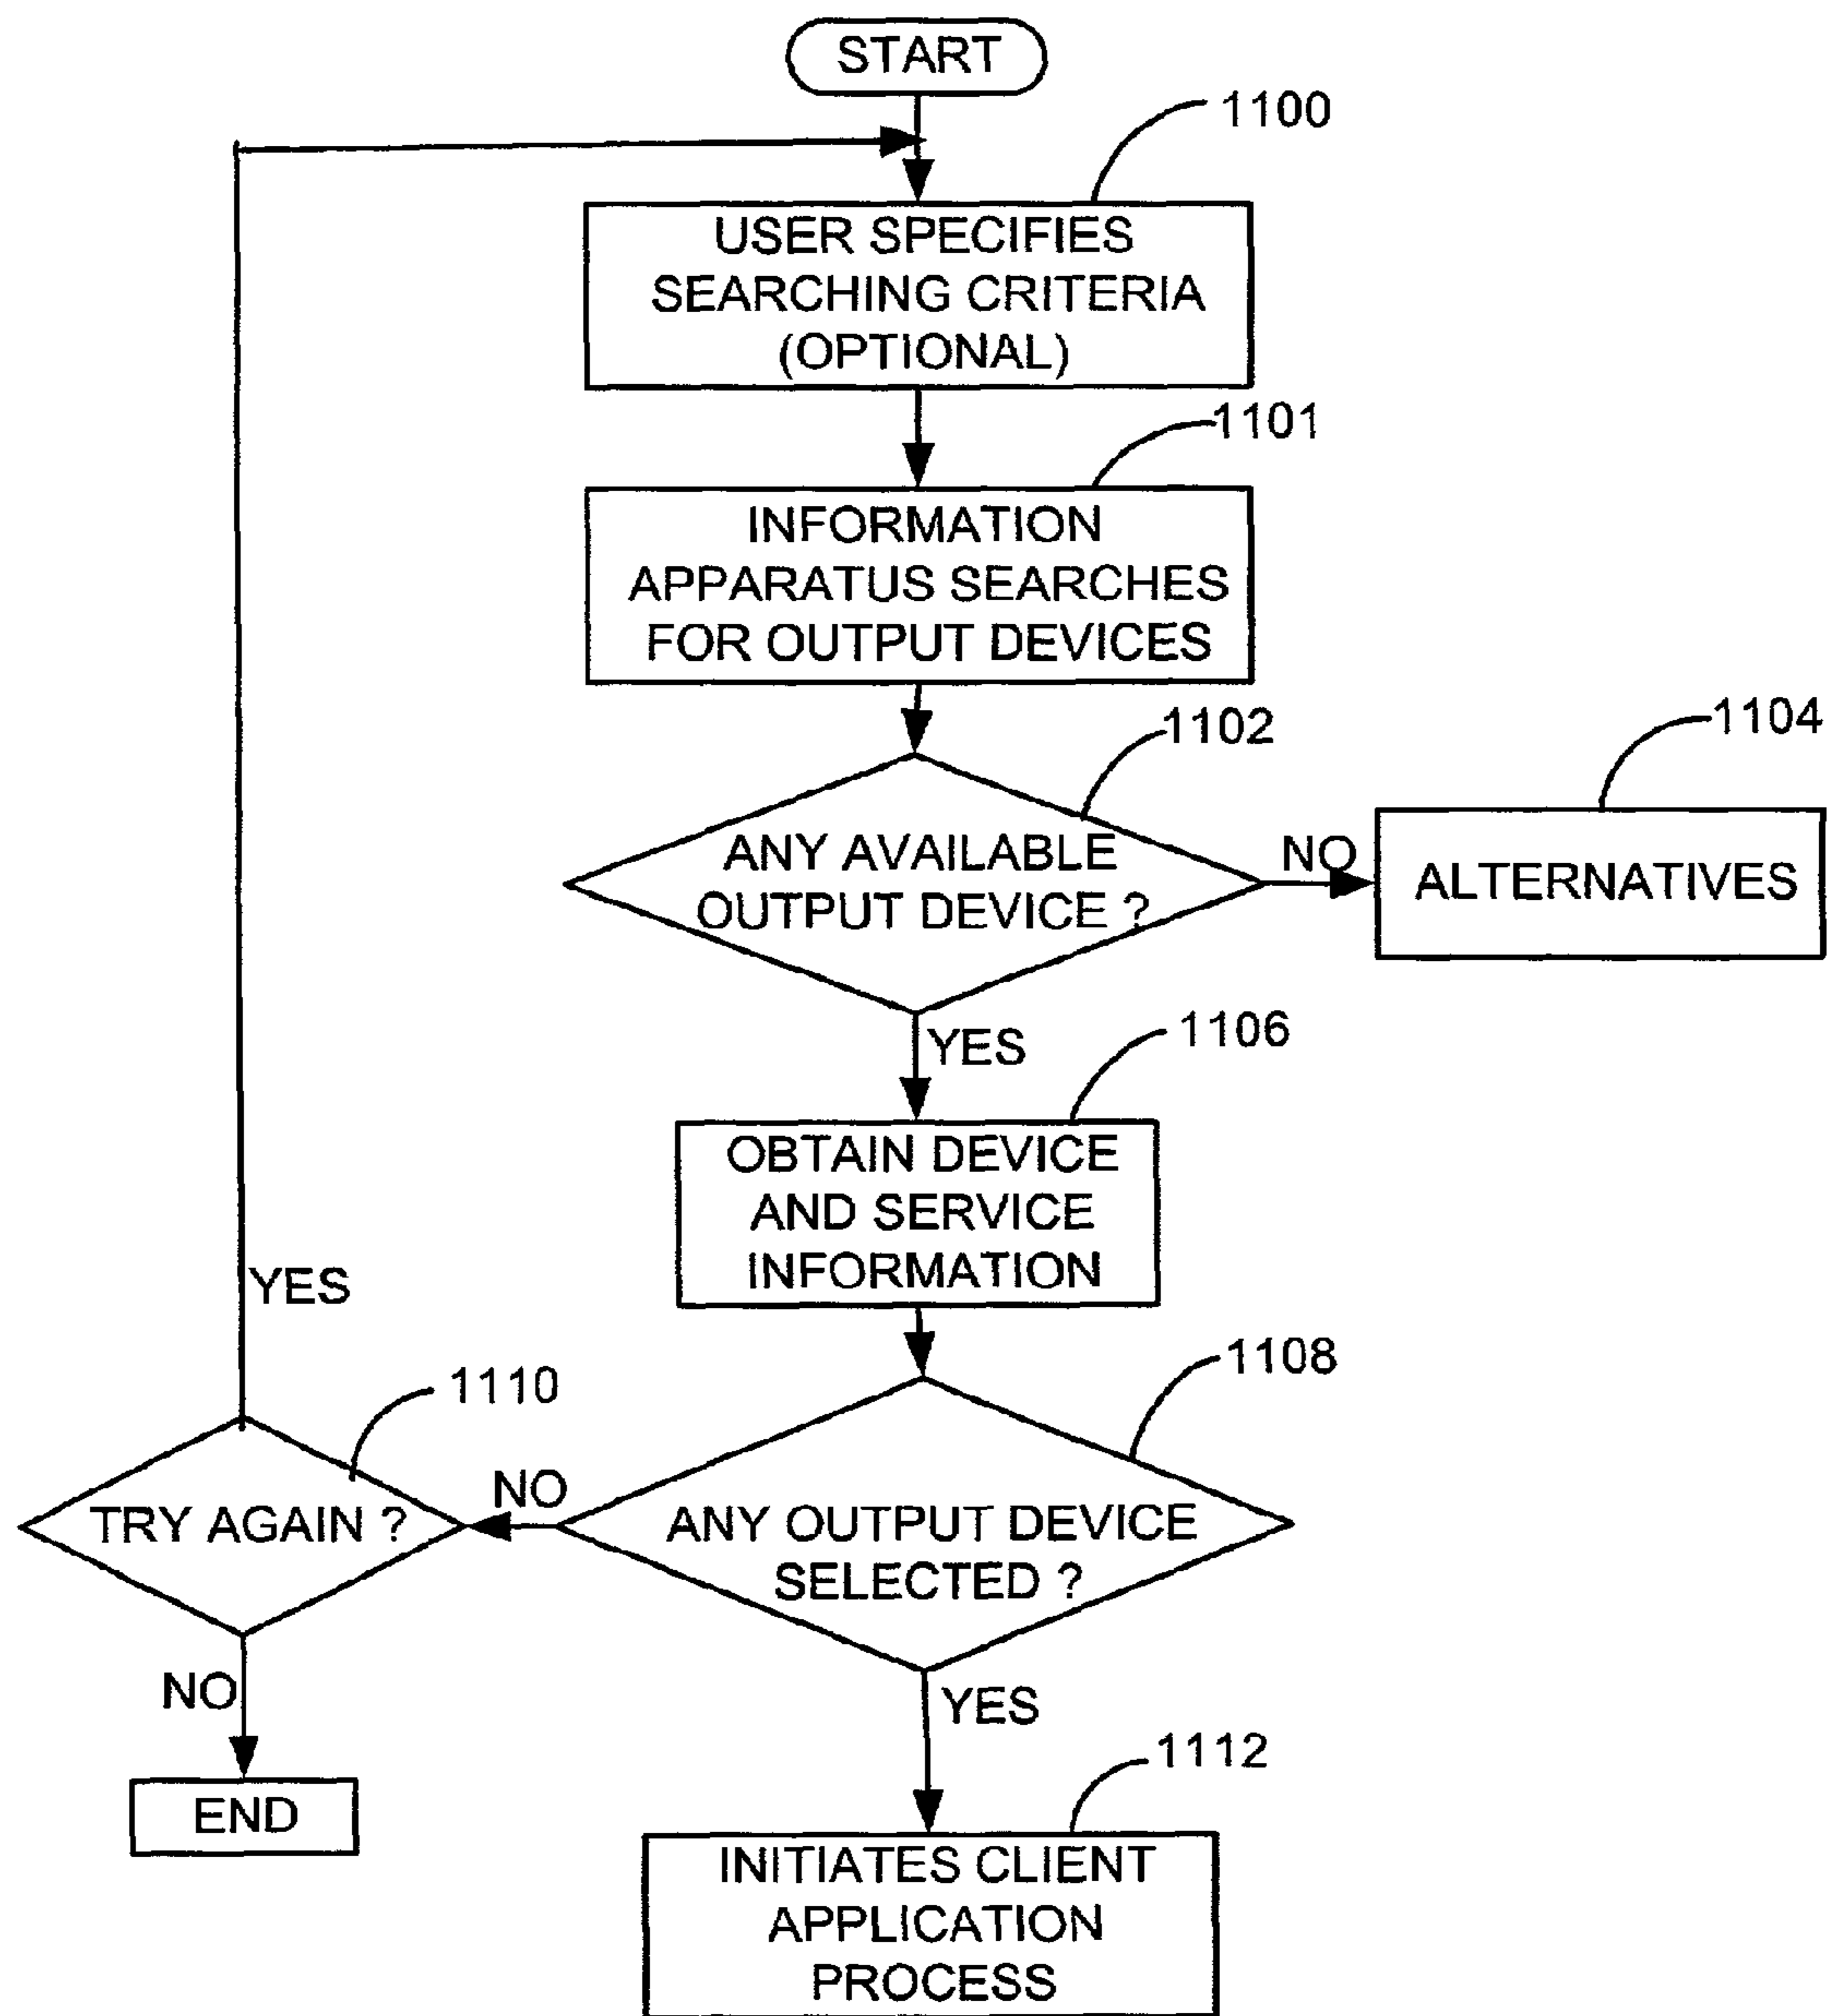 START
1100
USER SPECIFIES
SEARCHING CRITERIA
(OPTIONAL)
1101
INFORMATION
APPARATUS SEARCHES
FOR OUTPUT DEVICES
1102
1104
ANY AVAILABLE
OUTPUT DEVICE ?
NO
ALTERNATIVES
YES
1106
OBTAIN DEVICE
AND SERVICE
INFORMATION
YES
1108
1110
TRY AGAIN ?
NO
ANY OUTPUT DEVICE
SELECTED ?
NO
YES
END
1112
INITIATES CLIENT
APPLICATION
PROCESS